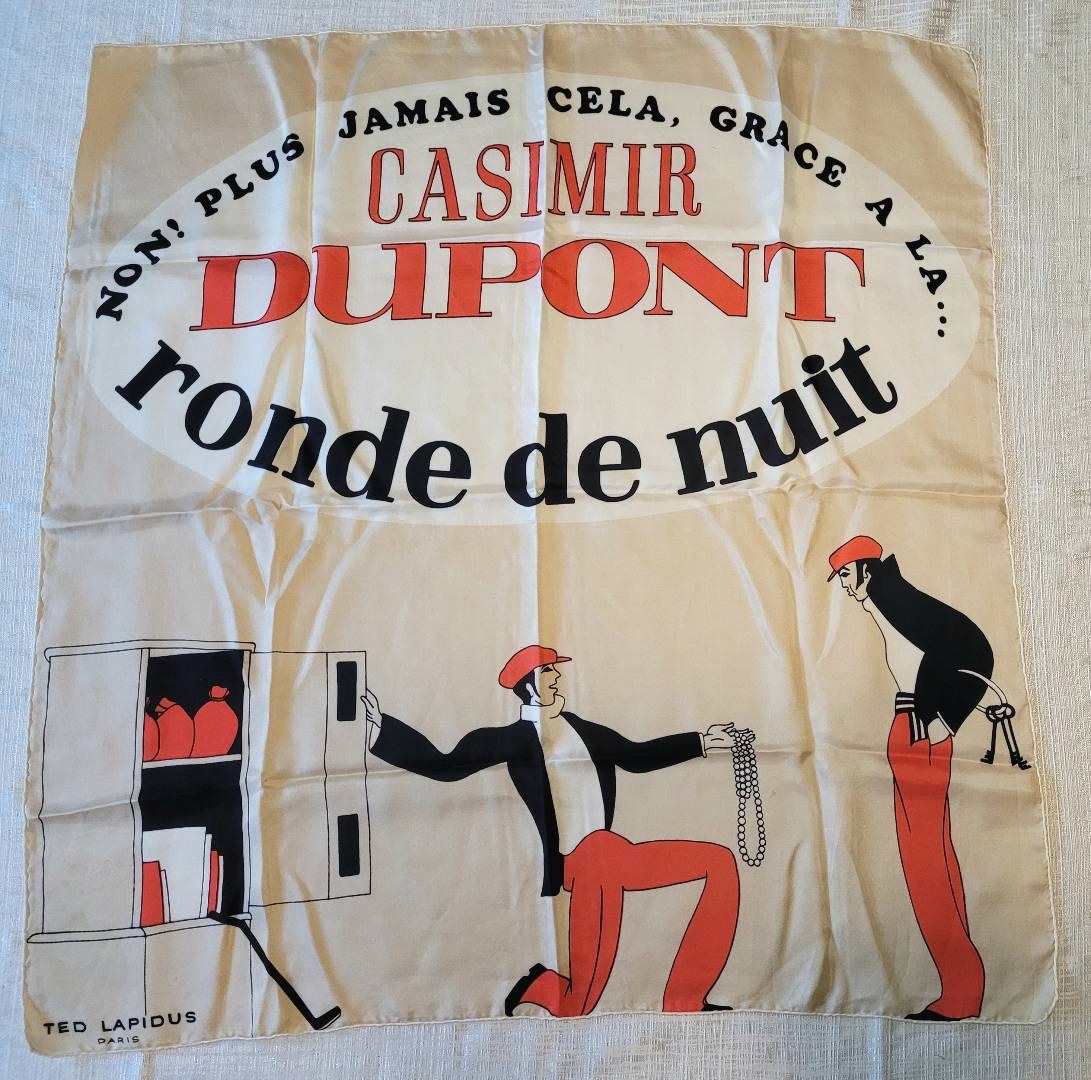 NON! PLUS JAMAIS CELA, GRACE A LA...
CASIMIR
DUPONT
ronde de nuit
TED LAPIDUS
PARIS